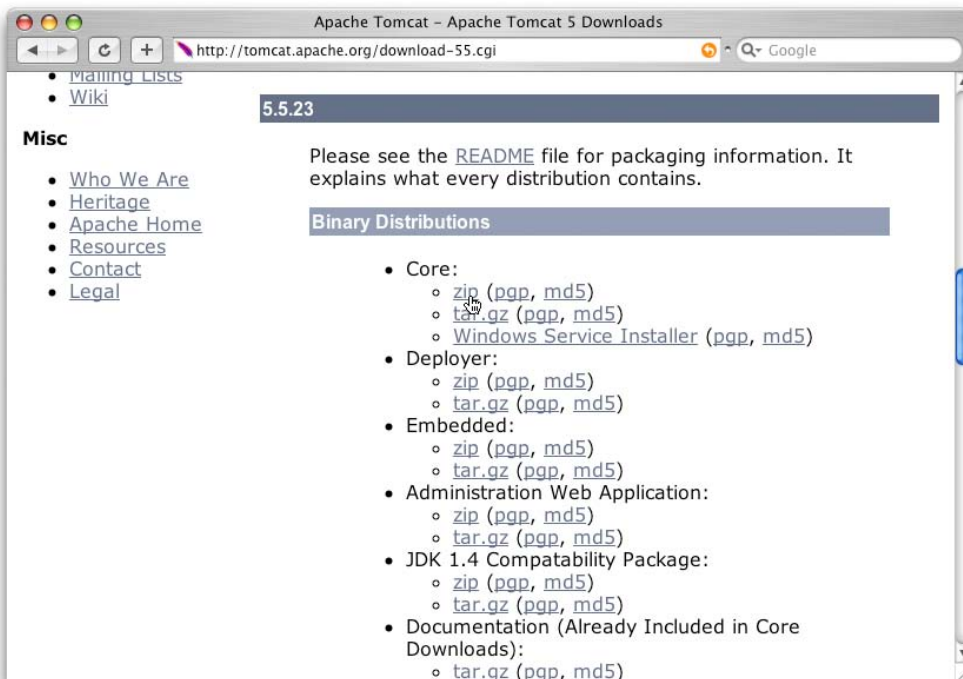 Apache Tomcat – Apache Tomcat 5 Downloads
http://tomcat.apache.org/download-55.cgi
Google
Mailing Lists
Wiki
Misc
Who We Are
Heritage
Apache Home
Resources
Contact
Legal
5.5.23
Please see the README file for packaging information. It
explains what every distribution contains.
Binary Distributions
Core:
zip (pgp, md5)
tar.gz (pgp, md5)
Windows Service Installer (pgp, md5)
Deployer:
zip (pgp, md5)
tar.gz (pgp, md5)
Embedded:
zip (pgp, md5)
tar.gz (pgp, md5)
Administration Web Application:
zip (pgp, md5)
tar.gz (pgp, md5)
JDK 1.4 Compatability Package:
zip (pgp, md5)
tar.gz (pgp, md5)
Documentation (Already Included in Core
Downloads):
tar.gz (pgp, md5)